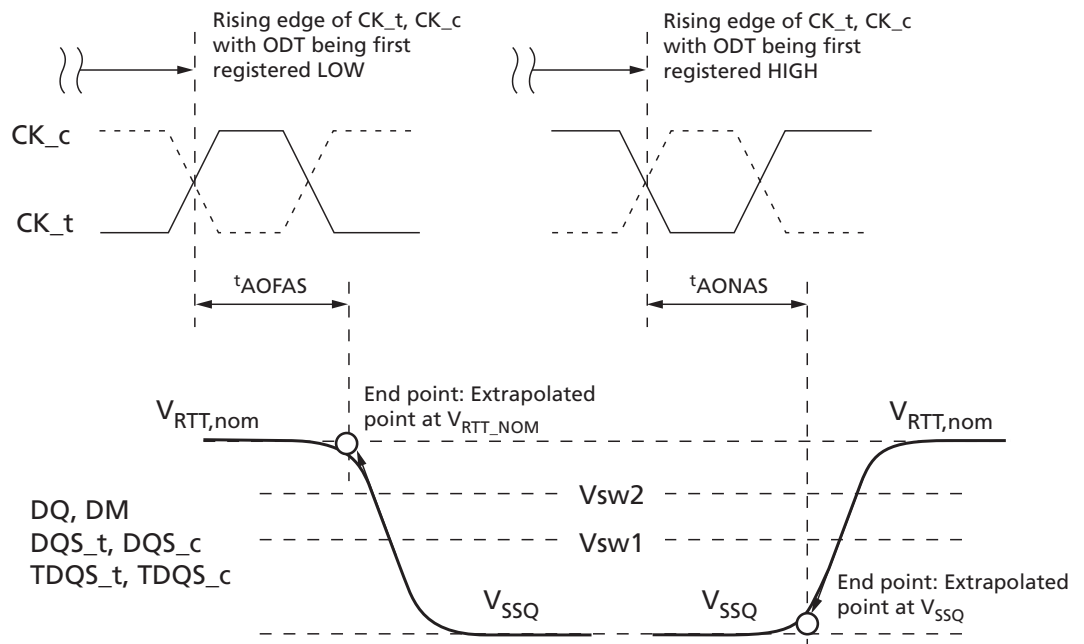 Rising edge of CK_t, CK_c
with ODT being first
registered LOW
Rising edge of CK_t, CK_c
with ODT being first
registered HIGH
CK_c
CK_t
tAOFAS
tAONAS
End point: Extrapolated
point at VRTT_NOM
VRTT,nom
VRTT,nom
Vsw2
DQ, DM
DQS_t, DQS_c
TDQS_t, TDQS_c
Vsw1
VSSQ
VSSQ
End point: Extrapolated
point at VSSQ